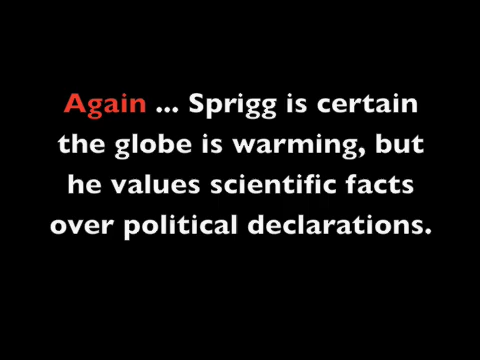 Again ... Sprigg is certain
the globe is warming, but
he values scientific facts
over political declarations.